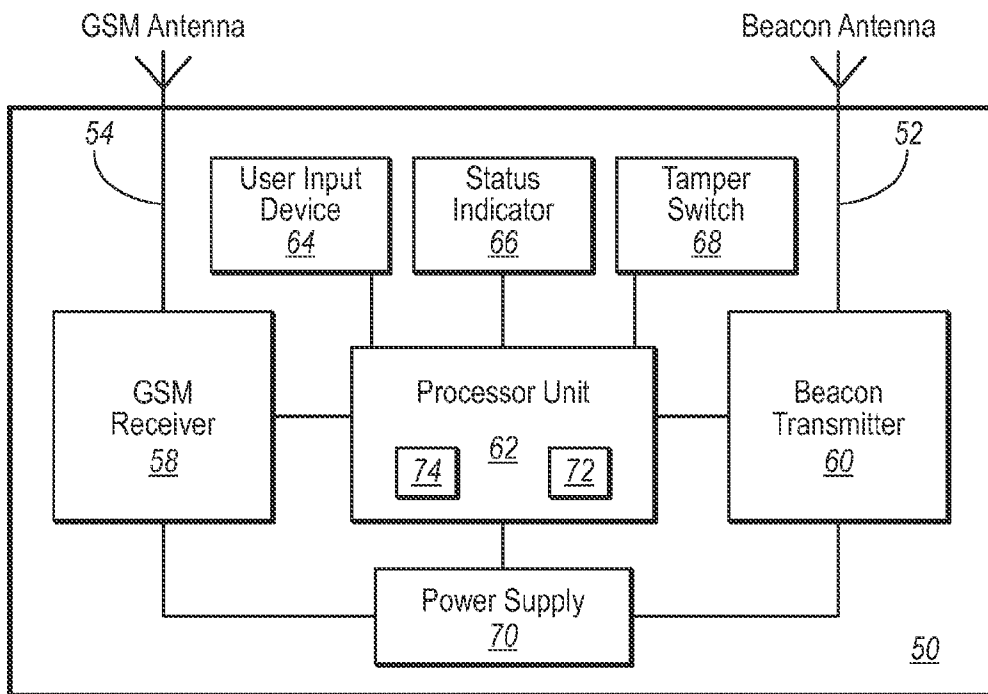 GSM Antenna
Beacon Antenna
54
52
User Input
Device
64
Status
Indicator
66
Tamper
Switch
68
GSM
Receiver
58
Processor Unit
62
74
72
Beacon
Transmitter
60
Power Supply
70
50